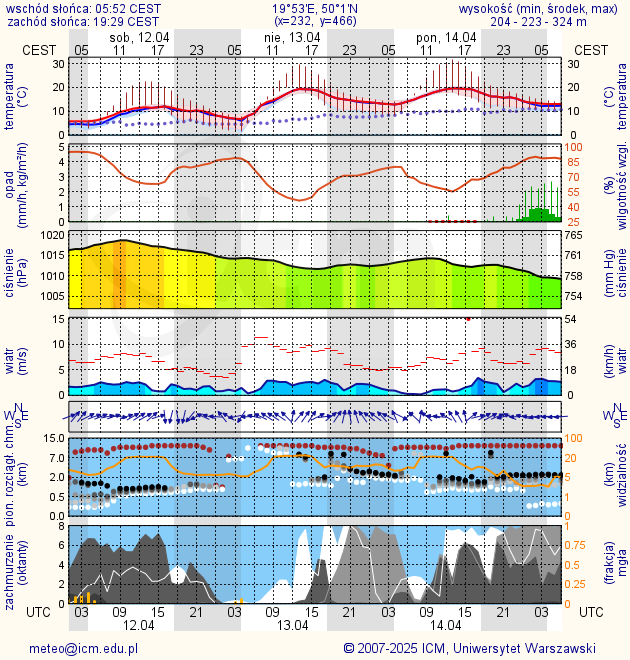 wschód słońca: 05:52 CEST 19°53'E, 50°1'N wysokość (min, środek, max)
zachód słońca: 19:29 CEST (x=232, y=466) 204 - 223 - 324 m
sob, 12.04 nie, 13.04 pon, 14.04
CEST 05 11 17 23 05 11 17 23 05 11 17 23 05 CEST
temperatura (°C) 30 20 10 0 30 20 10 0 temperatura (°C)
opad (mm/h, kg/m²/h) 5 4 3 2 1 0 100 85 70 55 40 25 (%) wilgotność wzgl.
ciśnienie (hPa) 1020 1015 1010 1005 765 761 758 754 (mm Hg) ciśnienie
wiatr (m/s) 15 10 5 0 54 36 18 0 (km/h) wiatr
N W E S N W E S
pion. rozciągł. chm. (km) 15.0 7.0 2.0 0.5 0.0 100 20 5 1 0 (km) widzialność
zachmurzenie (oktanty) 8 6 4 2 0 1 0.75 0.5 0.25 0 (frakcja) mgła
UTC 03 09 15 21 03 09 15 21 03 09 15 21 03 UTC
12.04 13.04 14.04
meteo@icm.edu.pl © 2007-2025 ICM, Uniwersytet Warszawski